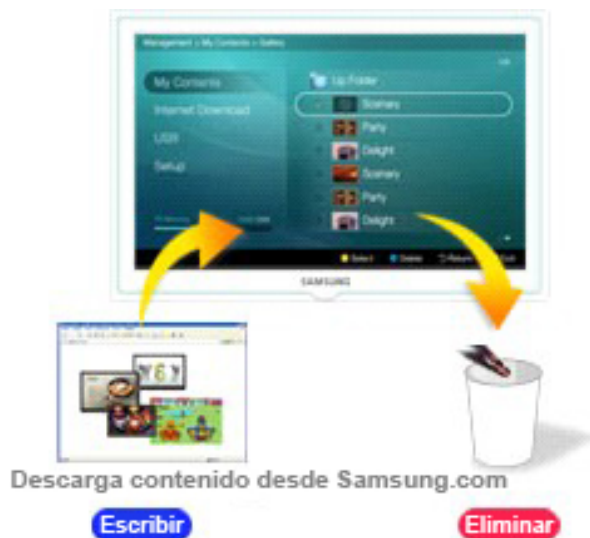 Management > My Contents > Gallery
My Contents
Internet Download
USB
Setup
Up Folder
Scenery
Party
Delight
Scenery
Party
Delight
Select
Delete
Return
SAMSUNG
Descarga contenido desde Samsung.com
Escribir
Eliminar